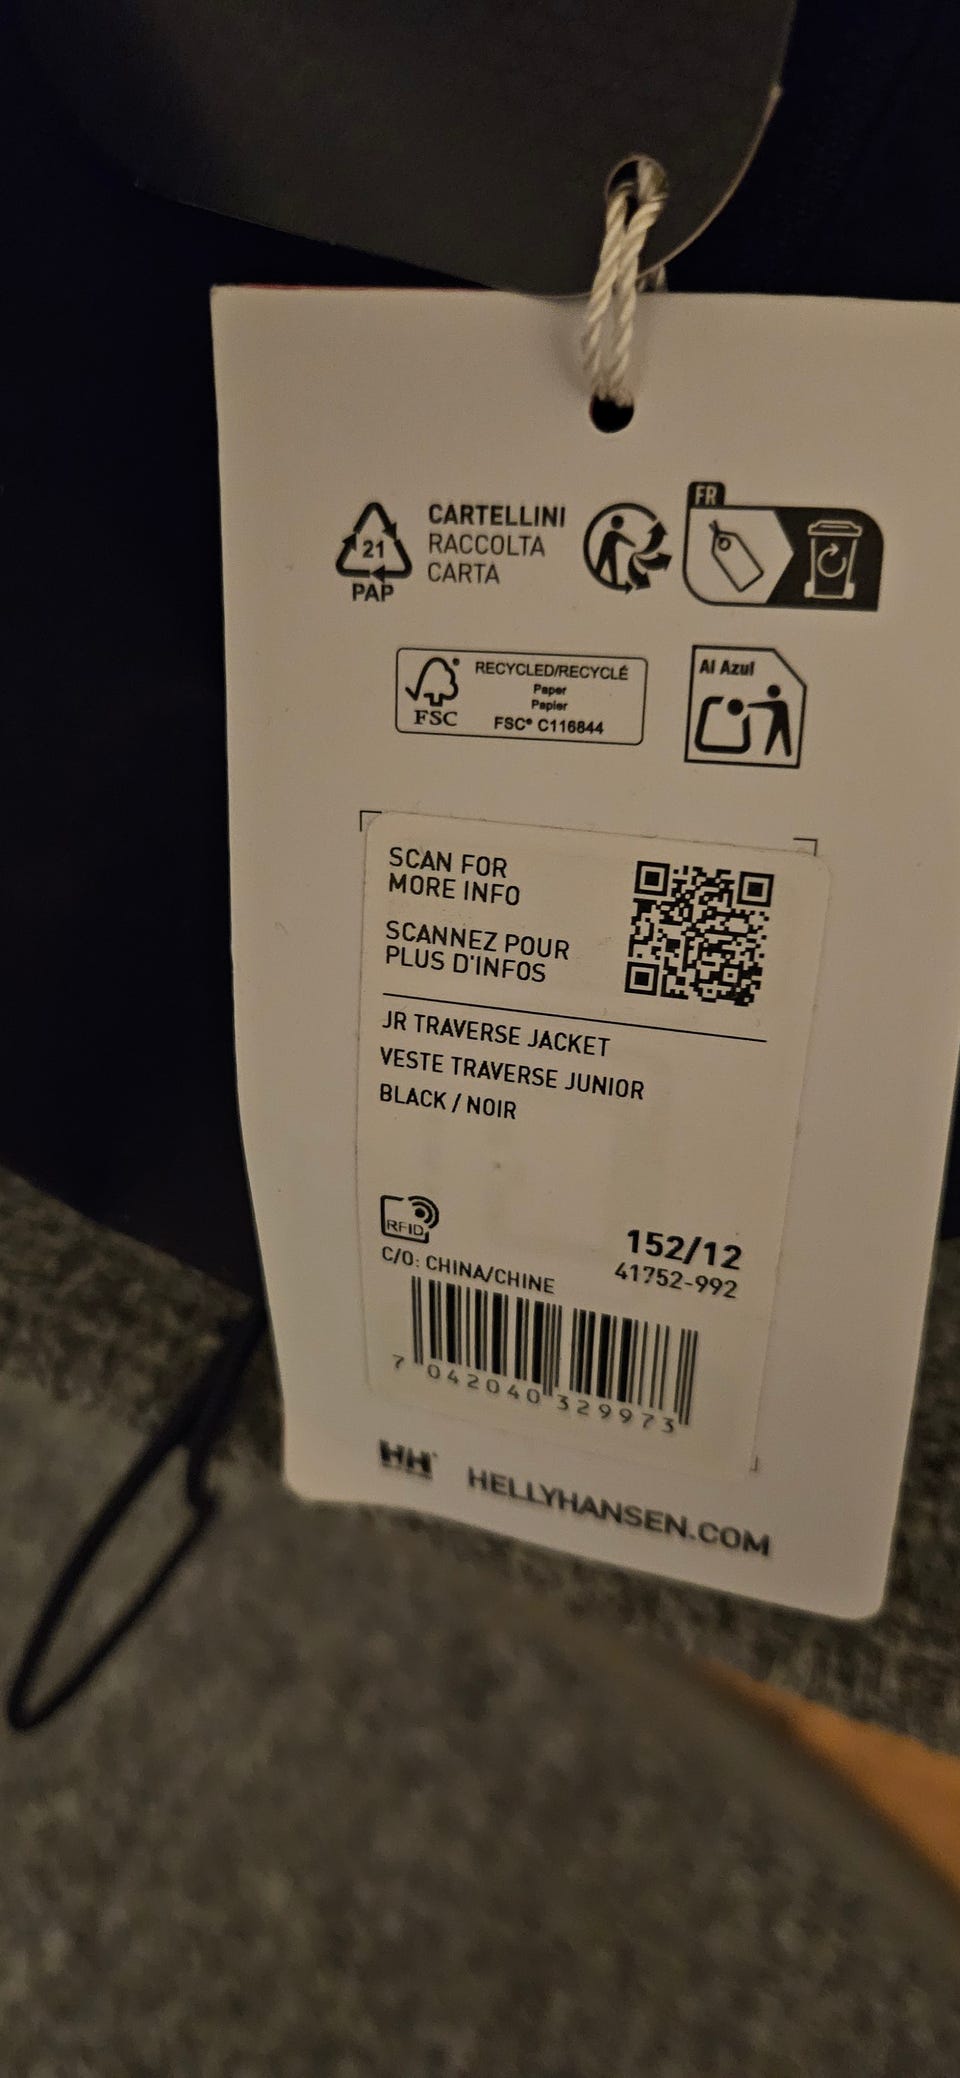 21
PAP
CARTELLINI
RACCOLTA
CARTA
FR
FSC
RECYCLED/RECYCLÉ
Paper
Papier
FSC® C116844
Al Azul
SCAN FOR
MORE INFO
SCANNEZ POUR
PLUS D'INFOS
JR TRAVERSE JACKET
VESTE TRAVERSE JUNIOR
BLACK / NOIR
RFID
C/O: CHINA/CHINE
152/12
41752-992
7 042040 329973
HH
HELLYHANSEN.COM